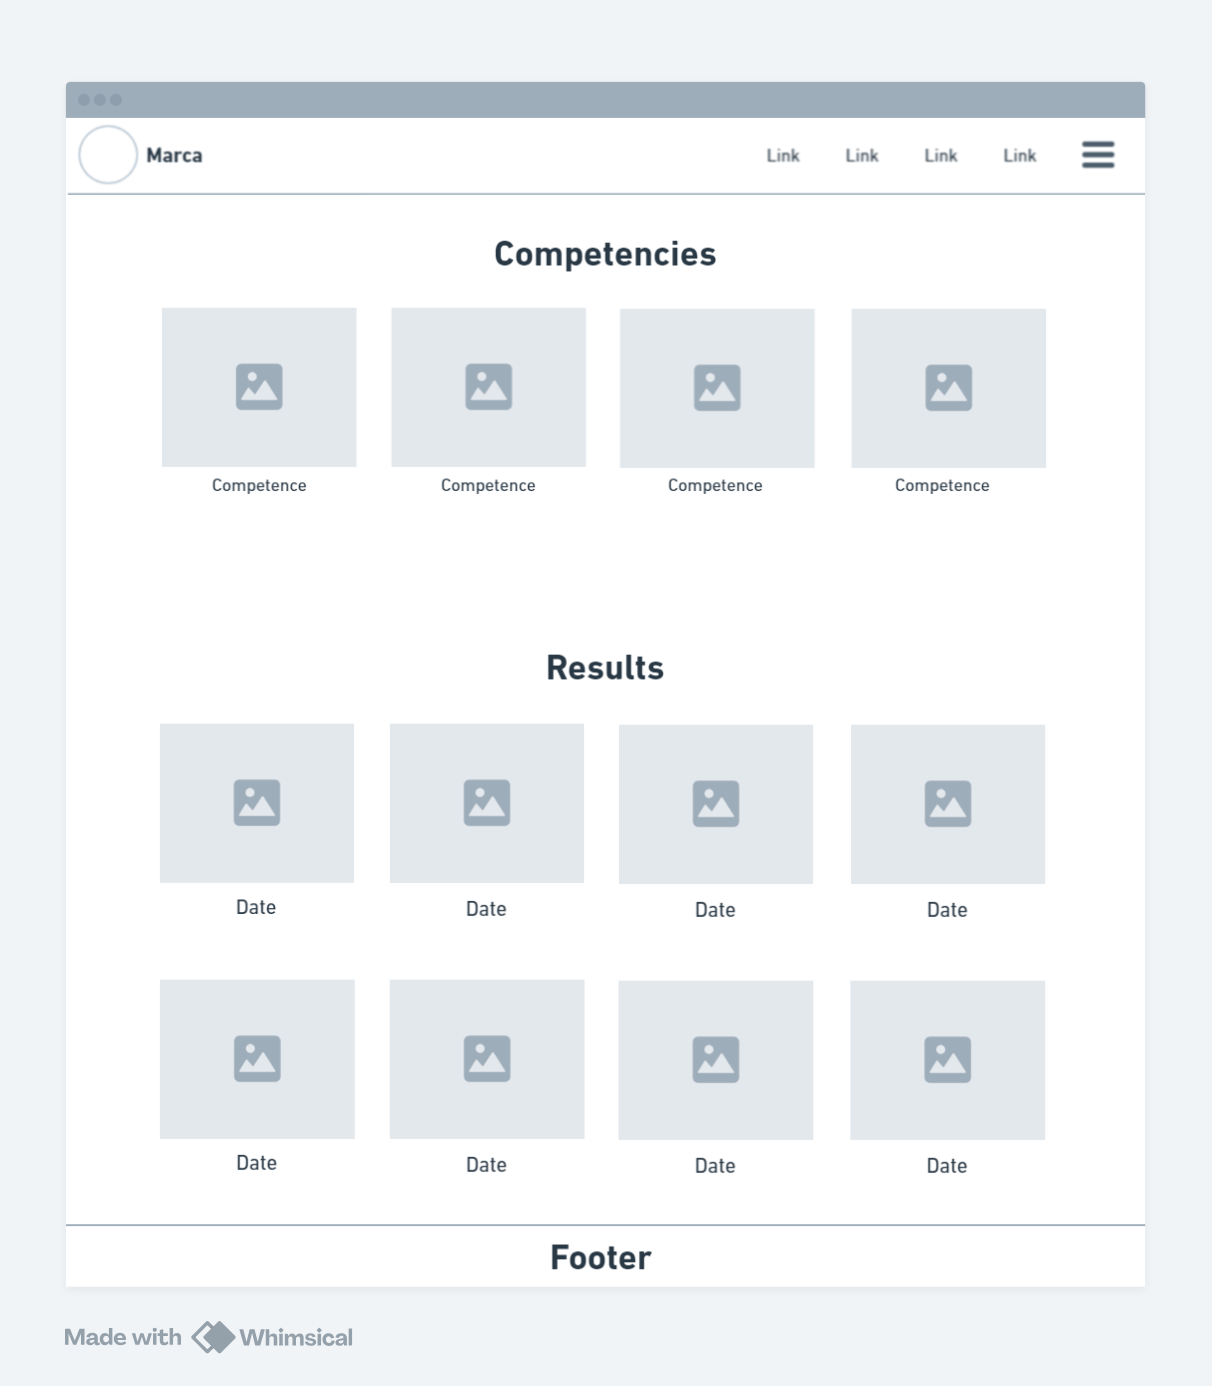 Marca
Link Link Link Link
Competencies
Competence Competence Competence Competence
Results
Date Date Date Date
Date Date Date Date
Footer
Made with Whimsical